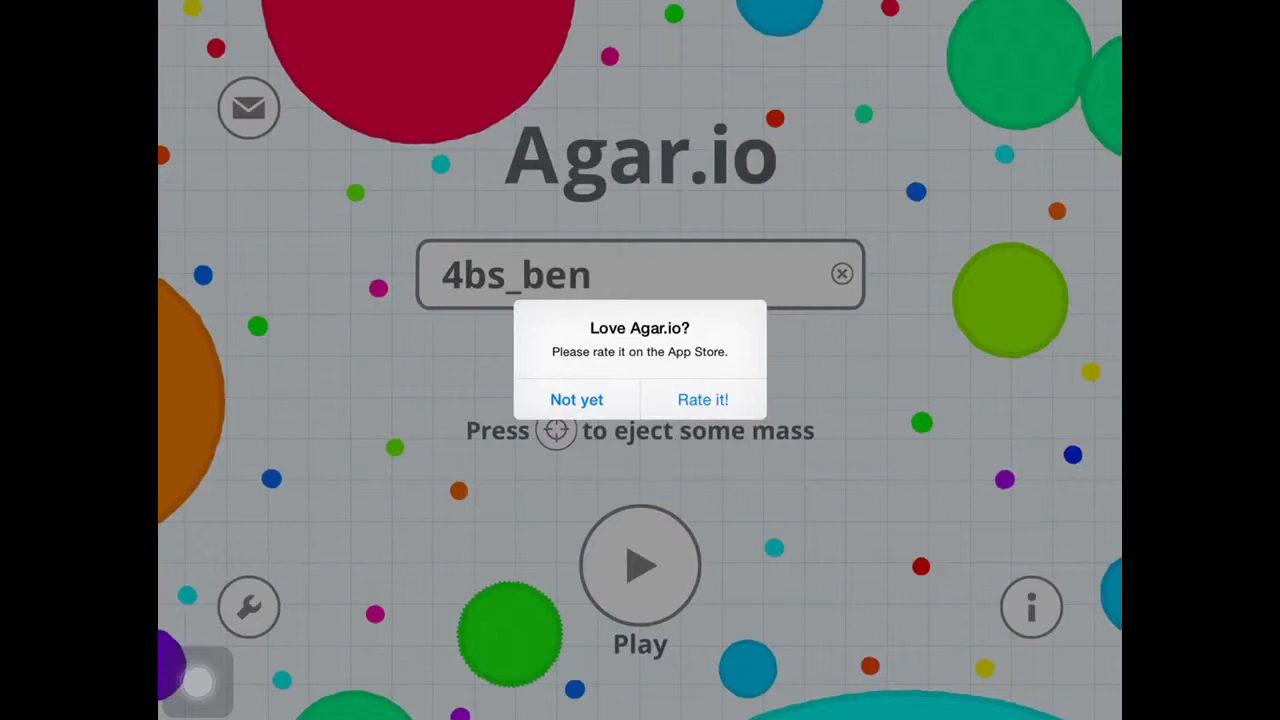 Agar.io
4bs_ben
Love Agar.io?
Please rate it on the App Store.
Not yet Rate it!
Press to eject some mass
Play